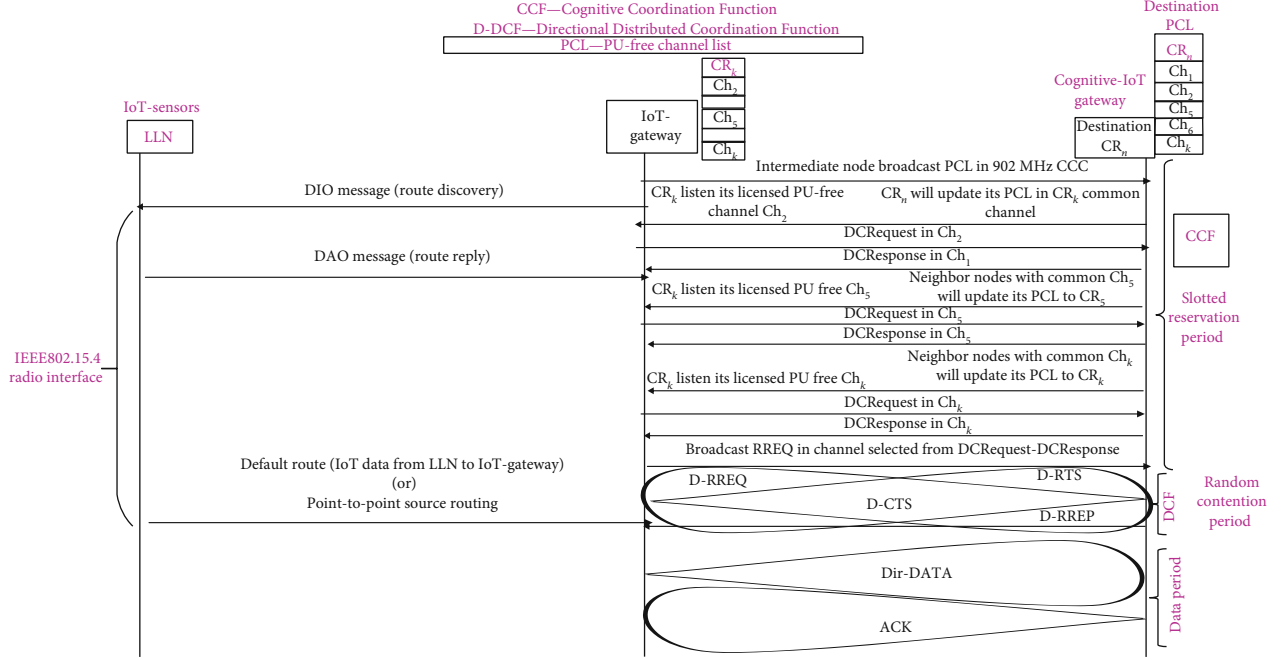 CCF—Cognitive Coordination Function
D-DCF—Directional Distributed Coordination Function
PCL—PU-free channel list
Destination
PCL
CR_n
Ch_1
Ch_2
Ch_5
Ch_6
Ch_k
CR_k
Ch_2
Ch_5
Ch_k
IoT-sensors
LLN
IoT-
gateway
Cognitive-IoT
gateway
Destination
CR_n
Intermediate node broadcast PCL in 902 MHz CCC
DIO message (route discovery)
CR_k listen its licensed PU-free
channel Ch_2
CR_n will update its PCL in CR_k common
channel
DCRequest in Ch_2
CCF
DAO message (route reply)
DCResponse in Ch_1
CR_k listen its licensed PU free Ch_5
Neighbor nodes with common Ch_5
will update its PCL to CR_5
DCRequest in Ch_5
DCResponse in Ch_5
Slotted
reservation
period
IEEE802.15.4
radio interface
Neighbor nodes with common Ch_k
will update its PCL to CR_k
CR_k listen its licensed PU free Ch_k
DCRequest in Ch_k
DCResponse in Ch_k
Broadcast RREQ in channel selected from DCRequest-DCResponse
Default route (IoT data from LLN to IoT-gateway)
(or)
Point-to-point source routing
D-RREQ
D-RTS
D-CTS
D-RREP
DCF
Random
contention
period
Dir-DATA
ACK
Data period